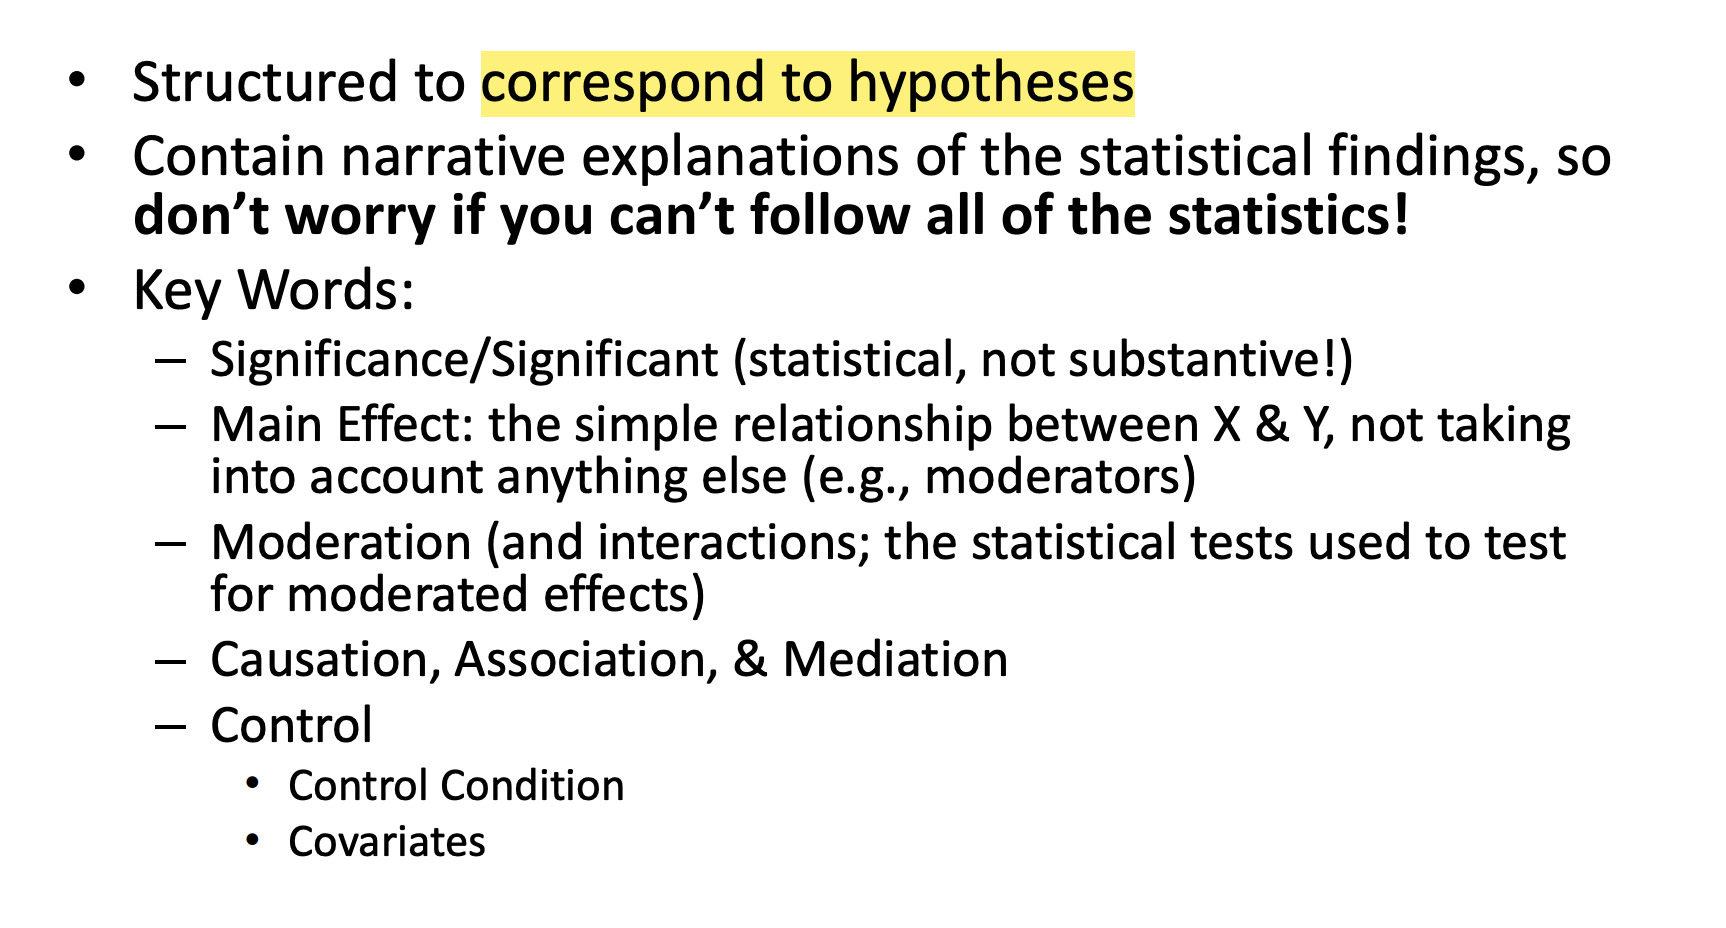 • Structured to correspond to hypotheses
• Contain narrative explanations of the statistical findings, so
don’t worry if you can’t follow all of the statistics!
• Key Words:
– Significance/Significant (statistical, not substantive!)
– Main Effect: the simple relationship between X & Y, not taking
into account anything else (e.g., moderators)
– Moderation (and interactions; the statistical tests used to test
for moderated effects)
– Causation, Association, & Mediation
– Control
• Control Condition
• Covariates